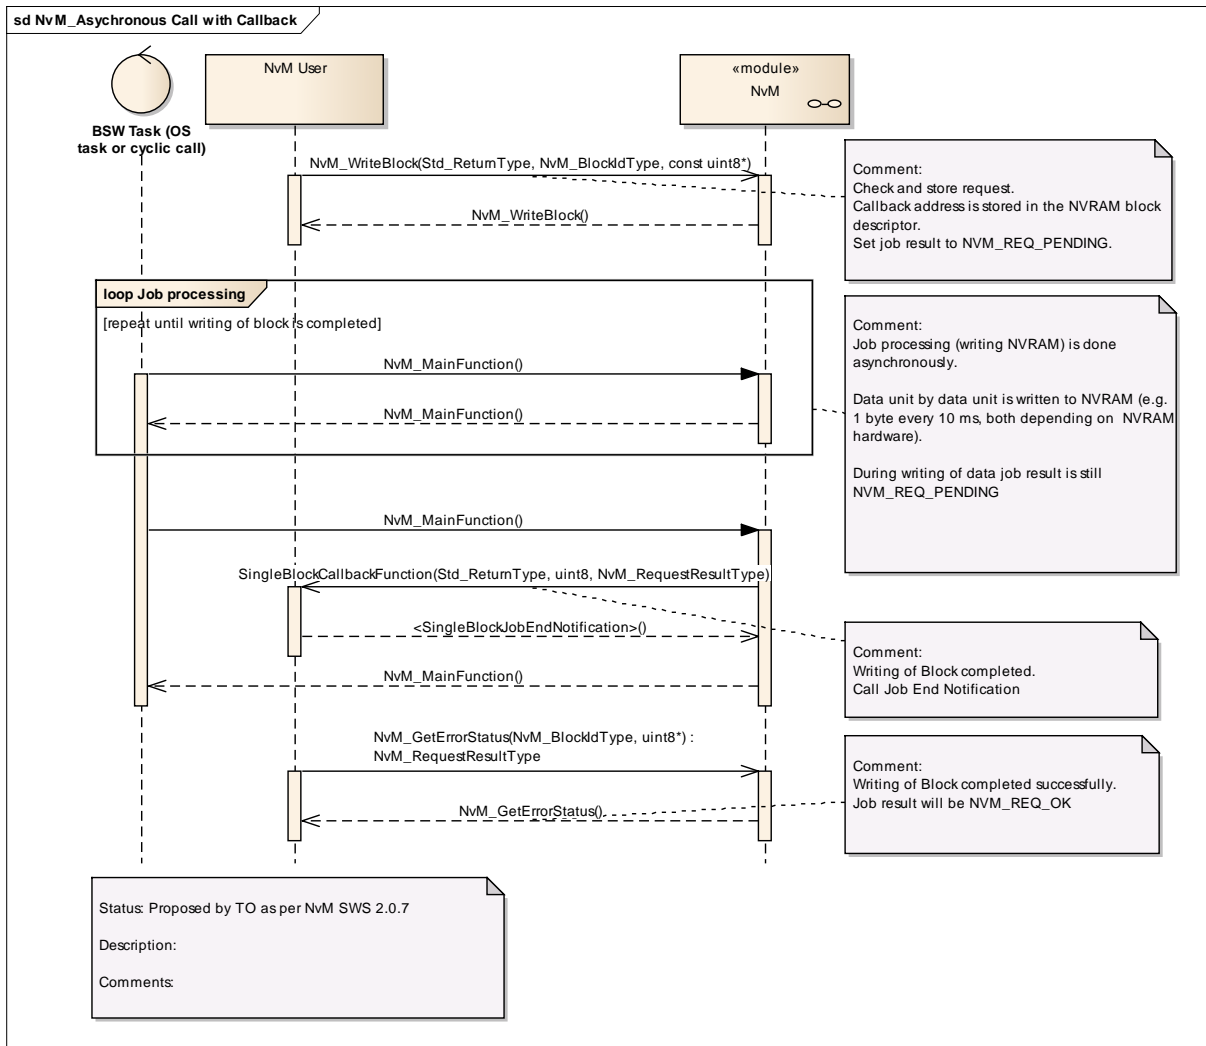 sd NvM_Asychronous Call with Callback
NvM User
«module»
NvM
BSW Task (OS
task or cyclic call)
NvM_WriteBlock(Std_ReturnType, NvM_BlockIdType, const uint8*)
Comment:
Check and store request.
Callback address is stored in the NVRAM block
descriptor.
Set job result to NVM_REQ_PENDING.
NvM_WriteBlock()
loop Job processing
[repeat until writing of block is completed]
NvM_MainFunction()
NvM_MainFunction()
Comment:
Job processing (writing NVRAM) is done
asynchronously.
Data unit by data unit is written to NVRAM (e.g.
1 byte every 10 ms, both depending on NVRAM
hardware).
During writing of data job result is still
NVM_REQ_PENDING
NvM_MainFunction()
SingleBlockCallbackFunction(Std_ReturnType, uint8, NvM_RequestResultType)
<SingleBlockJobEndNotification>()
NvM_MainFunction()
Comment:
Writing of Block completed.
Call Job End Notification
NvM_GetErrorStatus(NvM_BlockIdType, uint8*) :
NvM_RequestResultType
NvM_GetErrorStatus()
Comment:
Writing of Block completed successfully.
Job result will be NVM_REQ_OK
Status: Proposed by TO as per NvM SWS 2.0.7
Description:
Comments: